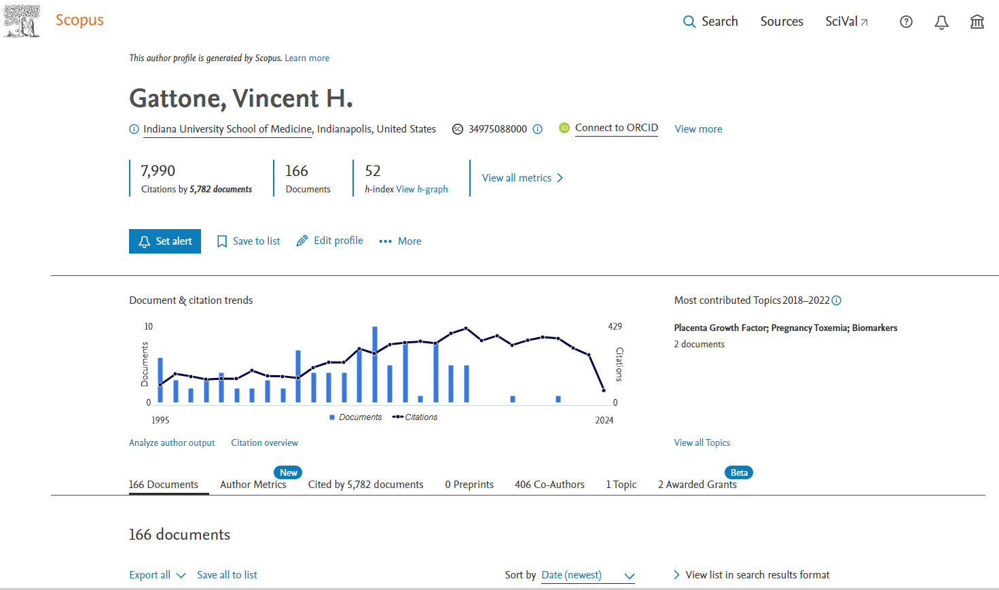 Scopus
Search Sources SciVal
This author profile is generated by Scopus. Learn more
Gattone, Vincent H.
Indiana University School of Medicine, Indianapolis, United States SC 34975088000 iD Connect to ORCID View more
7,990 166 52
Citations by 5,782 documents Documents h-index View h-graph View all metrics
Set alert Save to list Edit profile More
Document & citation trends
10 429
Documents Citations
0 0
1995 2024
Documents Citations
Analyze author output Citation overview
Most contributed Topics 2018–2022
Placenta Growth Factor; Pregnancy Toxemia; Biomarkers
2 documents
View all Topics
New Beta
166 Documents Author Metrics Cited by 5,782 documents 0 Preprints 406 Co-Authors 1 Topic 2 Awarded Grants
166 documents
Export all Save all to list Sort by Date (newest) View list in search results format